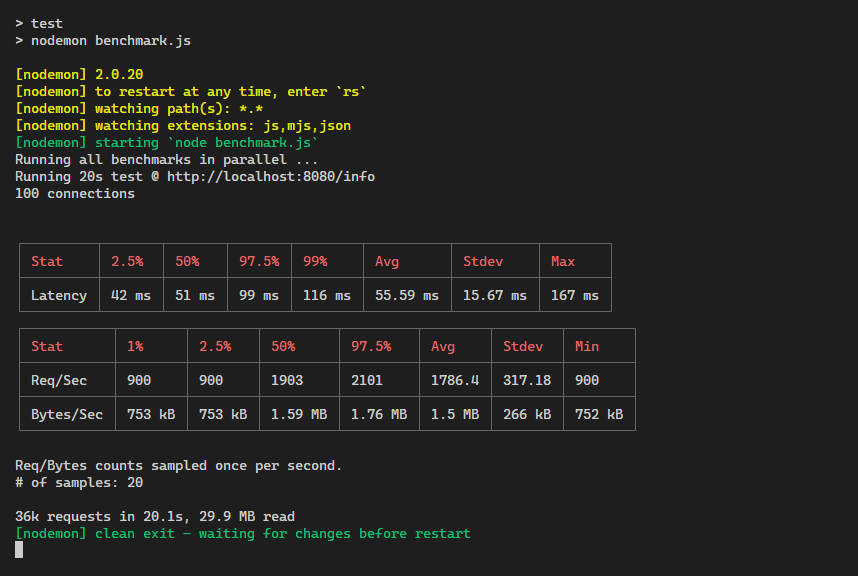 > test
> nodemon benchmark.js
[nodemon] 2.0.20
[nodemon] to restart at any time, enter `rs`
[nodemon] watching path(s): *.*
[nodemon] watching extensions: js,mjs,json
[nodemon] starting `node benchmark.js`
Running all benchmarks in parallel ...
Running 20s test @ http://localhost:8080/info
100 connections
Stat 2.5% 50% 97.5% 99% Avg Stdev Max
Latency 42 ms 51 ms 99 ms 116 ms 55.59 ms 15.67 ms 167 ms
Stat 1% 2.5% 50% 97.5% Avg Stdev Min
Req/Sec 900 900 1903 2101 1786.4 317.18 900
Bytes/Sec 753 kB 753 kB 1.59 MB 1.76 MB 1.5 MB 266 kB 752 kB
Req/Bytes counts sampled once per second.
# of samples: 20
36k requests in 20.1s, 29.9 MB read
[nodemon] clean exit - waiting for changes before restart